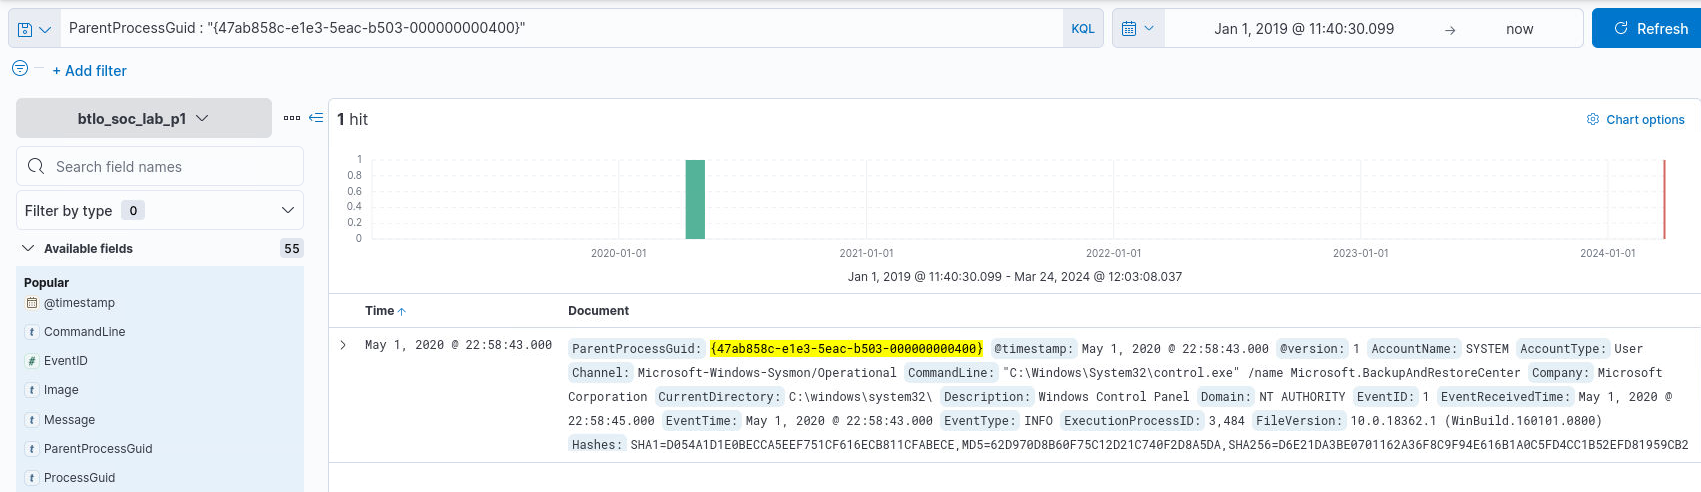 ParentProcessGuid : "{47ab858c-e1e3-5eac-b503-000000000400}"
KQL
Jan 1, 2019 @ 11:40:30.099 → now
Refresh
+ Add filter
btlo_soc_lab_p1
Search field names
Filter by type 0
Available fields 55
Popular
@timestamp
CommandLine
EventID
Image
Message
ParentProcessGuid
ProcessGuid
1 hit
Chart options
1
0.8
0.6
0.4
0.2
0
2020-01-01 2021-01-01 2022-01-01 2023-01-01 2024-01-01
Jan 1, 2019 @ 11:40:30.099 - Mar 24, 2024 @ 12:03:08.037
Time ↑ Document
May 1, 2020 @ 22:58:43.000 ParentProcessGuid: {47ab858c-e1e3-5eac-b503-000000000400} @timestamp: May 1, 2020 @ 22:58:43.000 @version: 1 AccountName: SYSTEM AccountType: User
Channel: Microsoft-Windows-Sysmon/Operational CommandLine: "C:\Windows\System32\control.exe" /name Microsoft.BackupAndRestoreCenter Company: Microsoft
Corporation CurrentDirectory: C:\windows\system32\ Description: Windows Control Panel Domain: NT AUTHORITY EventID: 1 EventReceivedTime: May 1, 2020 @
22:58:45.000 EventTime: May 1, 2020 @ 22:58:43.000 EventType: INFO ExecutionProcessID: 3,484 FileVersion: 10.0.18362.1 (WinBuild.160101.0800)
Hashes: SHA1=D054A1D1E0BECCA5EEF751CF616ECB811CFABECE,MD5=62D970D8B60F75C12D21C740F2D8A5DA,SHA256=D6E21DA3BE0701162A36F8C9F94E616B1A0C5FD4CC1B52EFD81959CB2